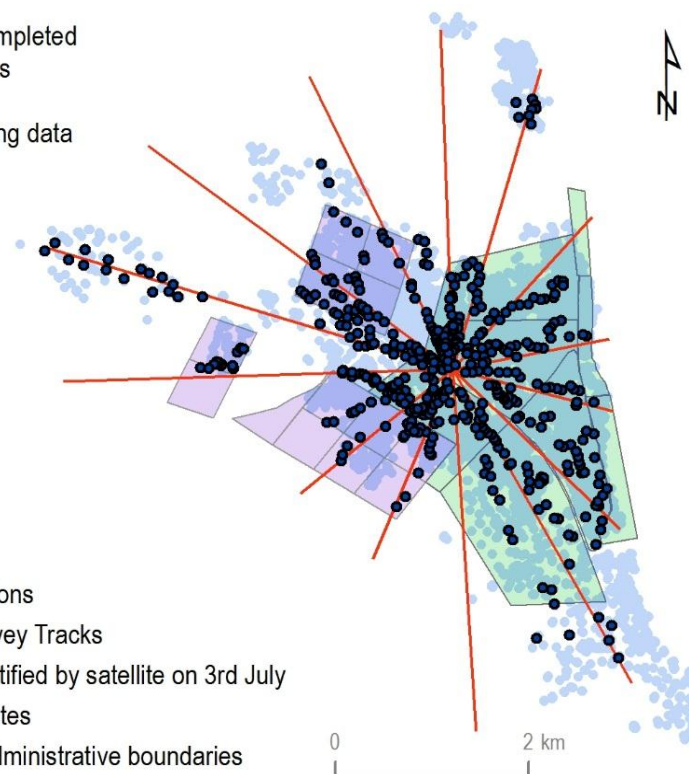 mpleted
s
ng data
N
ons
vey Tracks
tified by satellite on 3rd July
tes
dministrative boundaries
0 2 km